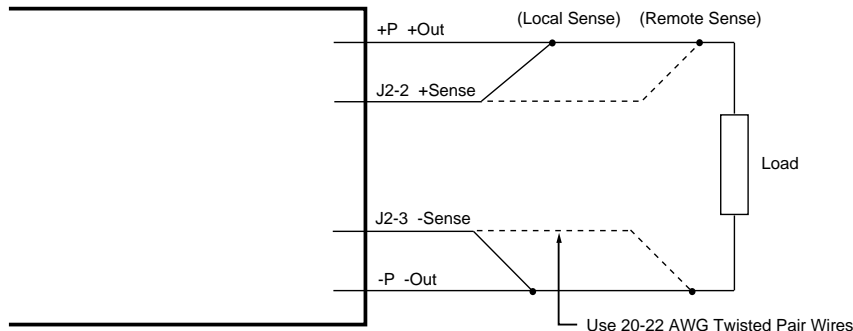 (Local Sense) (Remote Sense)
+P +Out
J2-2 +Sense
Load
J2-3 -Sense
-P -Out
Use 20-22 AWG Twisted Pair Wires